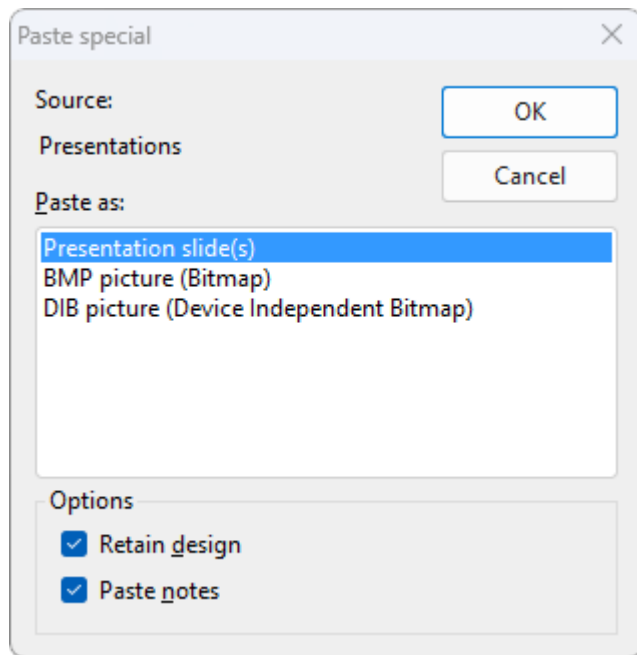 Paste special
Source:
OK
Presentations
Cancel
Paste as:
Presentation slide(s)
BMP picture (Bitmap)
DIB picture (Device Independent Bitmap)
Options
Retain design
Paste notes